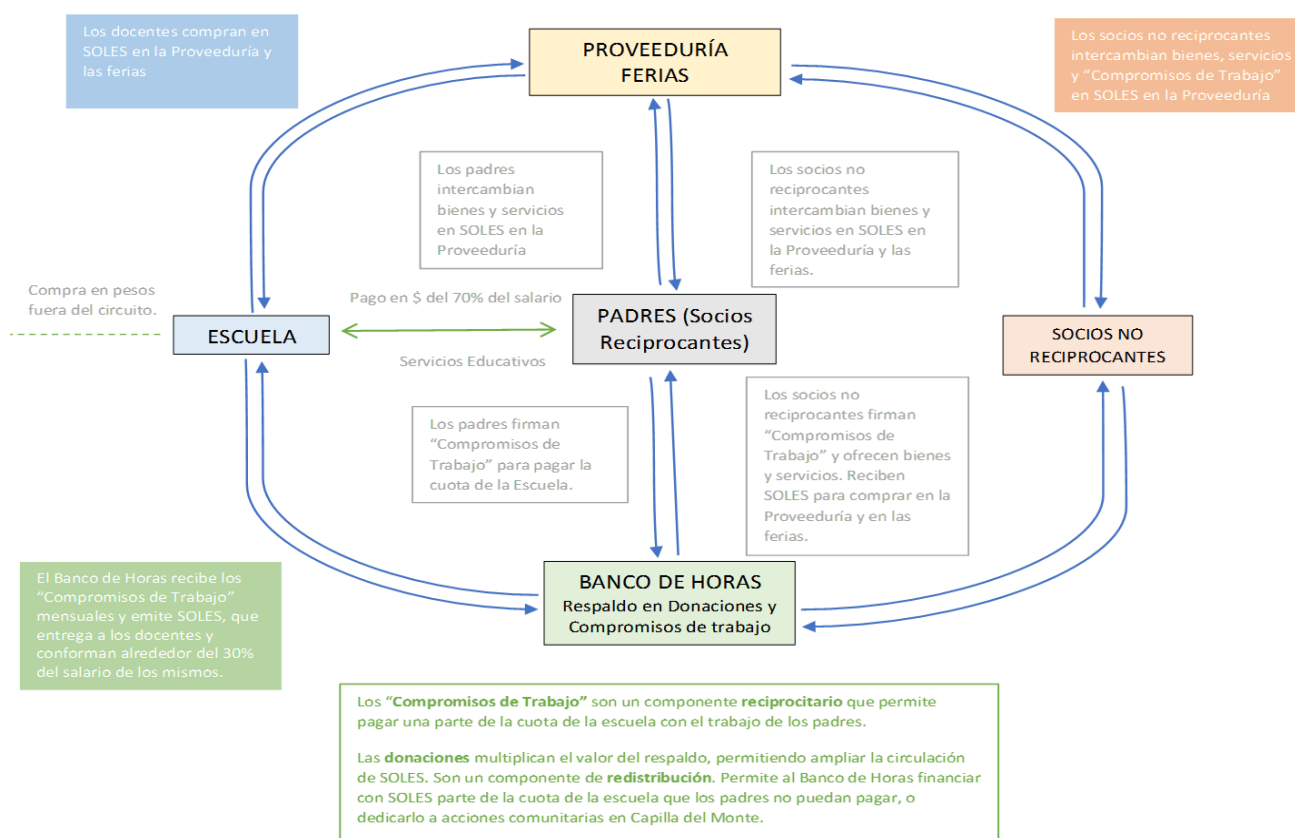 Los docentes compran en
SOLES en la Proveeduría y
las ferias
PROVEEDURÍA
FERIAS
Los socios no reciprocantes
intercambian bienes, servicios
y “Compromisos de Trabajo”
en SOLES en la Proveeduría
Los padres
intercambian
bienes y servicios
en SOLES en la
Proveeduría
Los socios no
reciprocantes
intercambian bienes y
servicios en SOLES en
la Proveeduría y las
ferias.
Compra en pesos
fuera del circuito.
Pago en $ del 70% del salario
ESCUELA
PADRES (Socios
Reciprocantes)
SOCIOS NO
RECIPROCANTES
Servicios Educativos
Los padres firman
“Compromisos de
Trabajo” para pagar la
cuota de la Escuela.
Los socios no
reciprocantes firman
“Compromisos de
Trabajo” y ofrecen bienes
y servicios. Reciben
SOLES para comprar en la
Proveeduría y en las
ferias.
El Banco de Horas recibe los
“Compromisos de Trabajo”
mensuales y emite SOLES, que
entrega a los docentes y
conforman alrededor del 30%
del salario de los mismos.
BANCO DE HORAS
Respaldo en Donaciones y
Compromisos de trabajo
Los “Compromisos de Trabajo” son un componente reciprocitario que permite
pagar una parte de la cuota de la escuela con el trabajo de los padres.
Las donaciones multiplican el valor del respaldo, permitiendo ampliar la circulación
de SOLES. Son un componente de redistribución. Permite al Banco de Horas financiar
con SOLES parte de la cuota de la escuela que los padres no puedan pagar, o
dedicarlo a acciones comunitarias en Capilla del Monte.